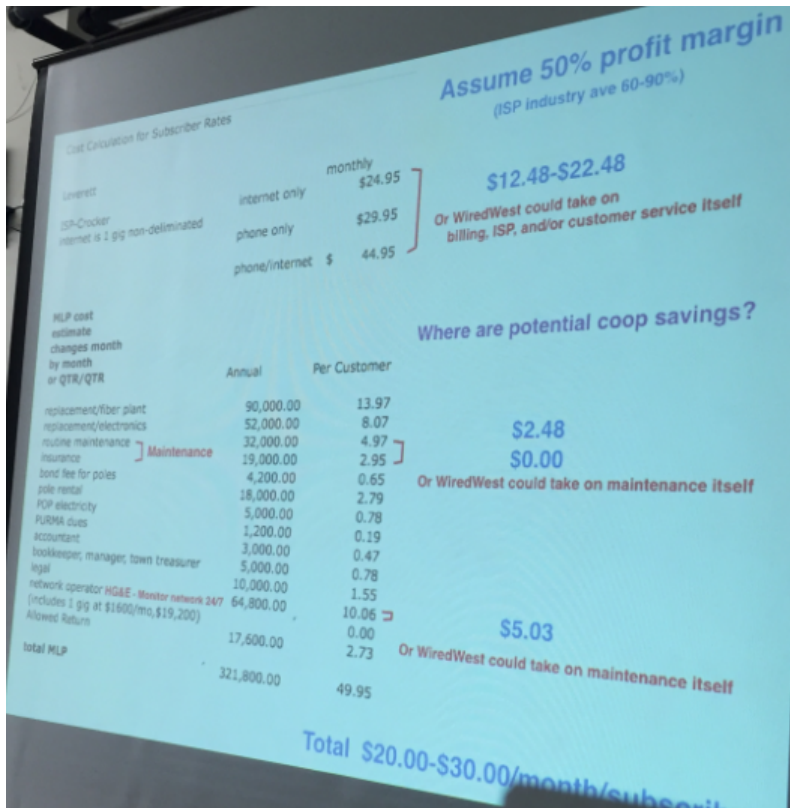 Assume 50% profit margin
(ISP industry ave 60-90%)
Cost Calculation for Subscriber Rates
monthly
Leverett internet only $24.95
$12.48-$22.48
ISP-Crocker
internet is 1 gig non-deliminated phone only $29.95
Or WiredWest could take on
billing, ISP, and/or customer service itself
phone/internet $ 44.95
MLP cost
estimate
changes month
by month
or QTR/QTR
Where are potential coop savings?
Annual Per Customer
replacement/fiber plant 90,000.00 13.97
replacement/electronics 52,000.00 8.07
routine maintenance 32,000.00 4.97 $2.48
Maintenance
insurance 19,000.00 2.95 $0.00
bond fee for poles 4,200.00 0.65
Or WiredWest could take on maintenance itself
pole rental 18,000.00 2.79
POP electricity 5,000.00 0.78
PURMA dues 1,200.00 0.19
accountant 3,000.00 0.47
bookkeeper, manager, town treasurer 5,000.00 0.78
legal 10,000.00 1.55
network operator HG&E - Monitor network 24/7 64,800.00 10.06 $5.03
(includes 1 gig at $1600/mo,$19,200) 0.00
Allowed Return 17,600.00 2.73
Or WiredWest could take on maintenance itself
total MLP 321,800.00 49.95
Total $20.00-$30.00/month/